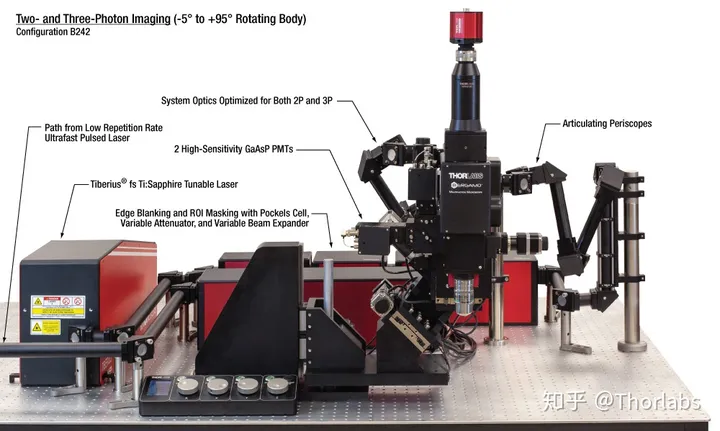 Two- and Three-Photon Imaging (-5° to +95° Rotating Body)
Configuration B242
System Optics Optimized for Both 2P and 3P
Path from Low Repetition Rate
Ultrafast Pulsed Laser
2 High-Sensitivity GaAsP PMTs
Articulating Periscopes
Tiberius® fs Ti:Sapphire Tunable Laser
Edge Blanking and ROI Masking with Pockels Cell,
Variable Attenuator, and Variable Beam Expander
THORLABS
BERGAMO
知乎 @Thorlabs